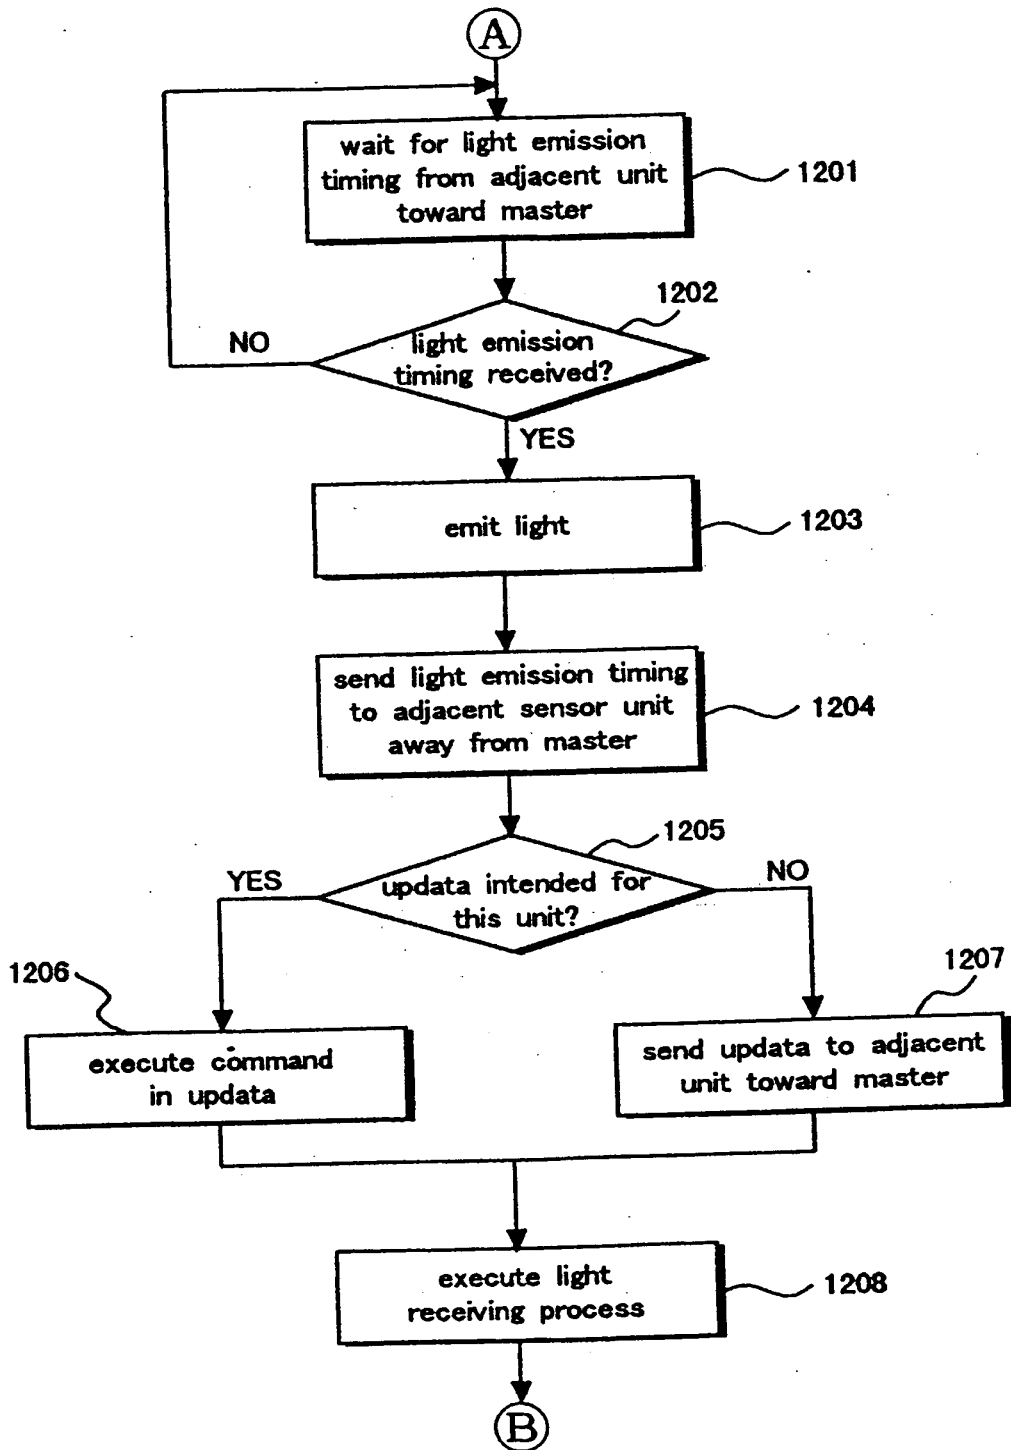 A
wait for light emission
timing from adjacent unit
toward master
1201
1202
NO
light emission
timing received?
YES
emit light
1203
send light emission timing
to adjacent sensor unit
away from master
1204
1205
YES
NO
updata intended for
this unit?
1206
1207
execute command
in updata
send updata to adjacent
unit toward master
execute light
receiving process
1208
B